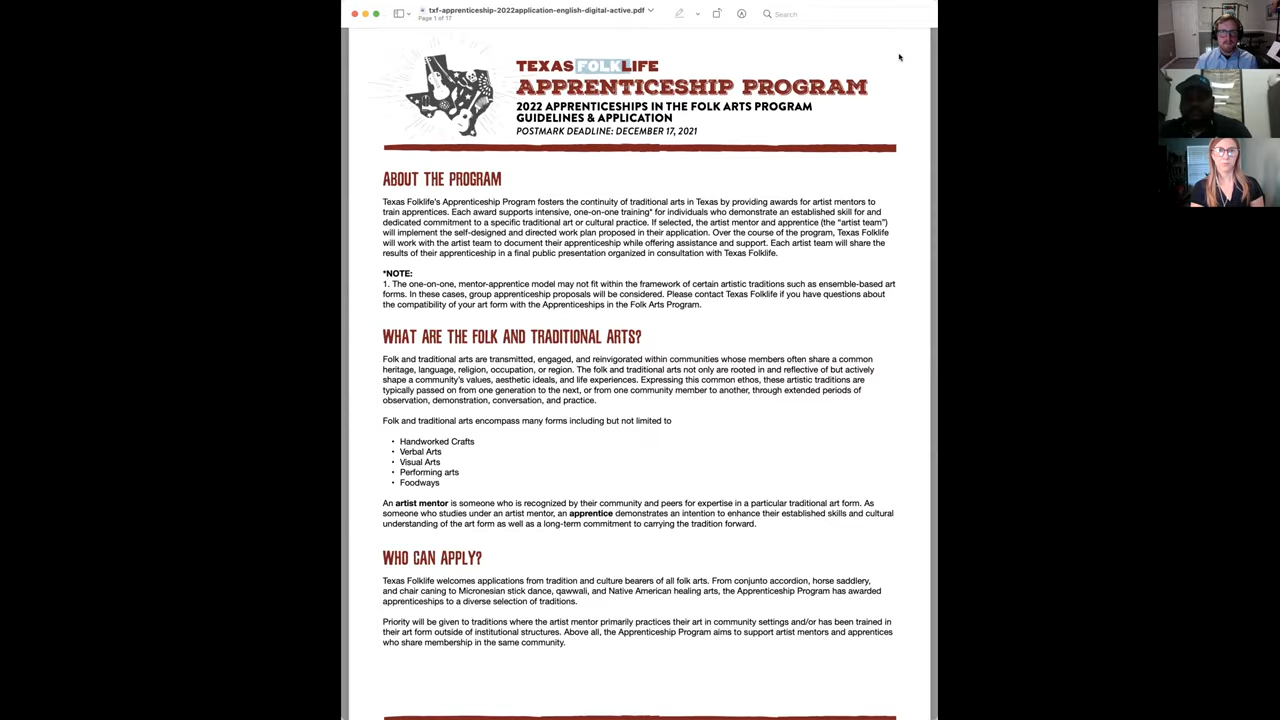 txf-apprenticeship-2022application-english-digital-active.pdf
Page 1 of 17
Search
TEXAS FOLKLIFE
APPRENTICESHIP PROGRAM
2022 APPRENTICESHIPS IN THE FOLK ARTS PROGRAM
GUIDELINES & APPLICATION
POSTMARK DEADLINE: DECEMBER 17, 2021
ABOUT THE PROGRAM
Texas Folklife's Apprenticeship Program fosters the continuity of traditional arts in Texas by providing awards for artist mentors to
train apprentices. Each award supports intensive, one-on-one training* for individuals who demonstrate an established skill for and
dedicated commitment to a specific traditional art or cultural practice. If selected, the artist mentor and apprentice (the "artist team")
will implement the self-designed and directed work plan proposed in their application. Over the course of the program, Texas Folklife
will work with the artist team to document their apprenticeship while offering assistance and support. Each artist team will share the
results of their apprenticeship in a final public presentation organized in consultation with Texas Folklife.
*NOTE:
1. The one-on-one, mentor-apprentice model may not fit within the framework of certain artistic traditions such as ensemble-based art
forms. In these cases, group apprenticeship proposals will be considered. Please contact Texas Folklife if you have questions about
the compatibility of your art form with the Apprenticeships in the Folk Arts Program.
WHAT ARE THE FOLK AND TRADITIONAL ARTS?
Folk and traditional arts are transmitted, engaged, and reinvigorated within communities whose members often share a common
heritage, language, religion, occupation, or region. The folk and traditional arts not only are rooted in and reflective of but actively
shape a community's values, aesthetic ideals, and life experiences. Expressing this common ethos, these artistic traditions are
typically passed on from one generation to the next, or from one community member to another, through extended periods of
observation, demonstration, conversation, and practice.
Folk and traditional arts encompass many forms including but not limited to
• Handworked Crafts
• Verbal Arts
• Visual Arts
• Performing arts
• Foodways
An artist mentor is someone who is recognized by their community and peers for expertise in a particular traditional art form. As
someone who studies under an artist mentor, an apprentice demonstrates an intention to enhance their established skills and cultural
understanding of the art form as well as a long-term commitment to carrying the tradition forward.
WHO CAN APPLY?
Texas Folklife welcomes applications from tradition and culture bearers of all folk arts. From conjunto accordion, horse saddlery,
and chair caning to Micronesian stick dance, qawwali, and Native American healing arts, the Apprenticeship Program has awarded
apprenticeships to a diverse selection of traditions.
Priority will be given to traditions where the artist mentor primarily practices their art in community settings and/or has been trained in
their art form outside of institutional structures. Above all, the Apprenticeship Program aims to support artist mentors and apprentices
who share membership in the same community.